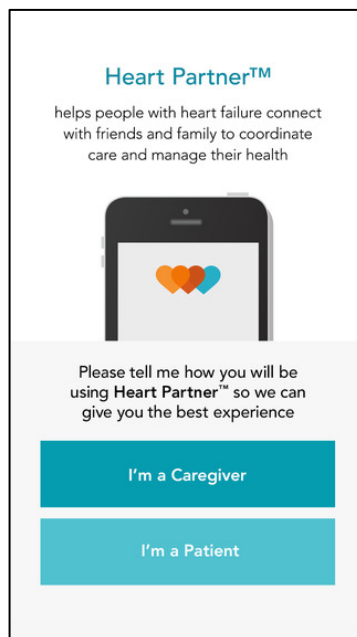 Heart Partner™
helps people with heart failure connect
with friends and family to coordinate
care and manage their health
Please tell me how you will be
using Heart Partner™ so we can
give you the best experience
I'm a Caregiver
I'm a Patient